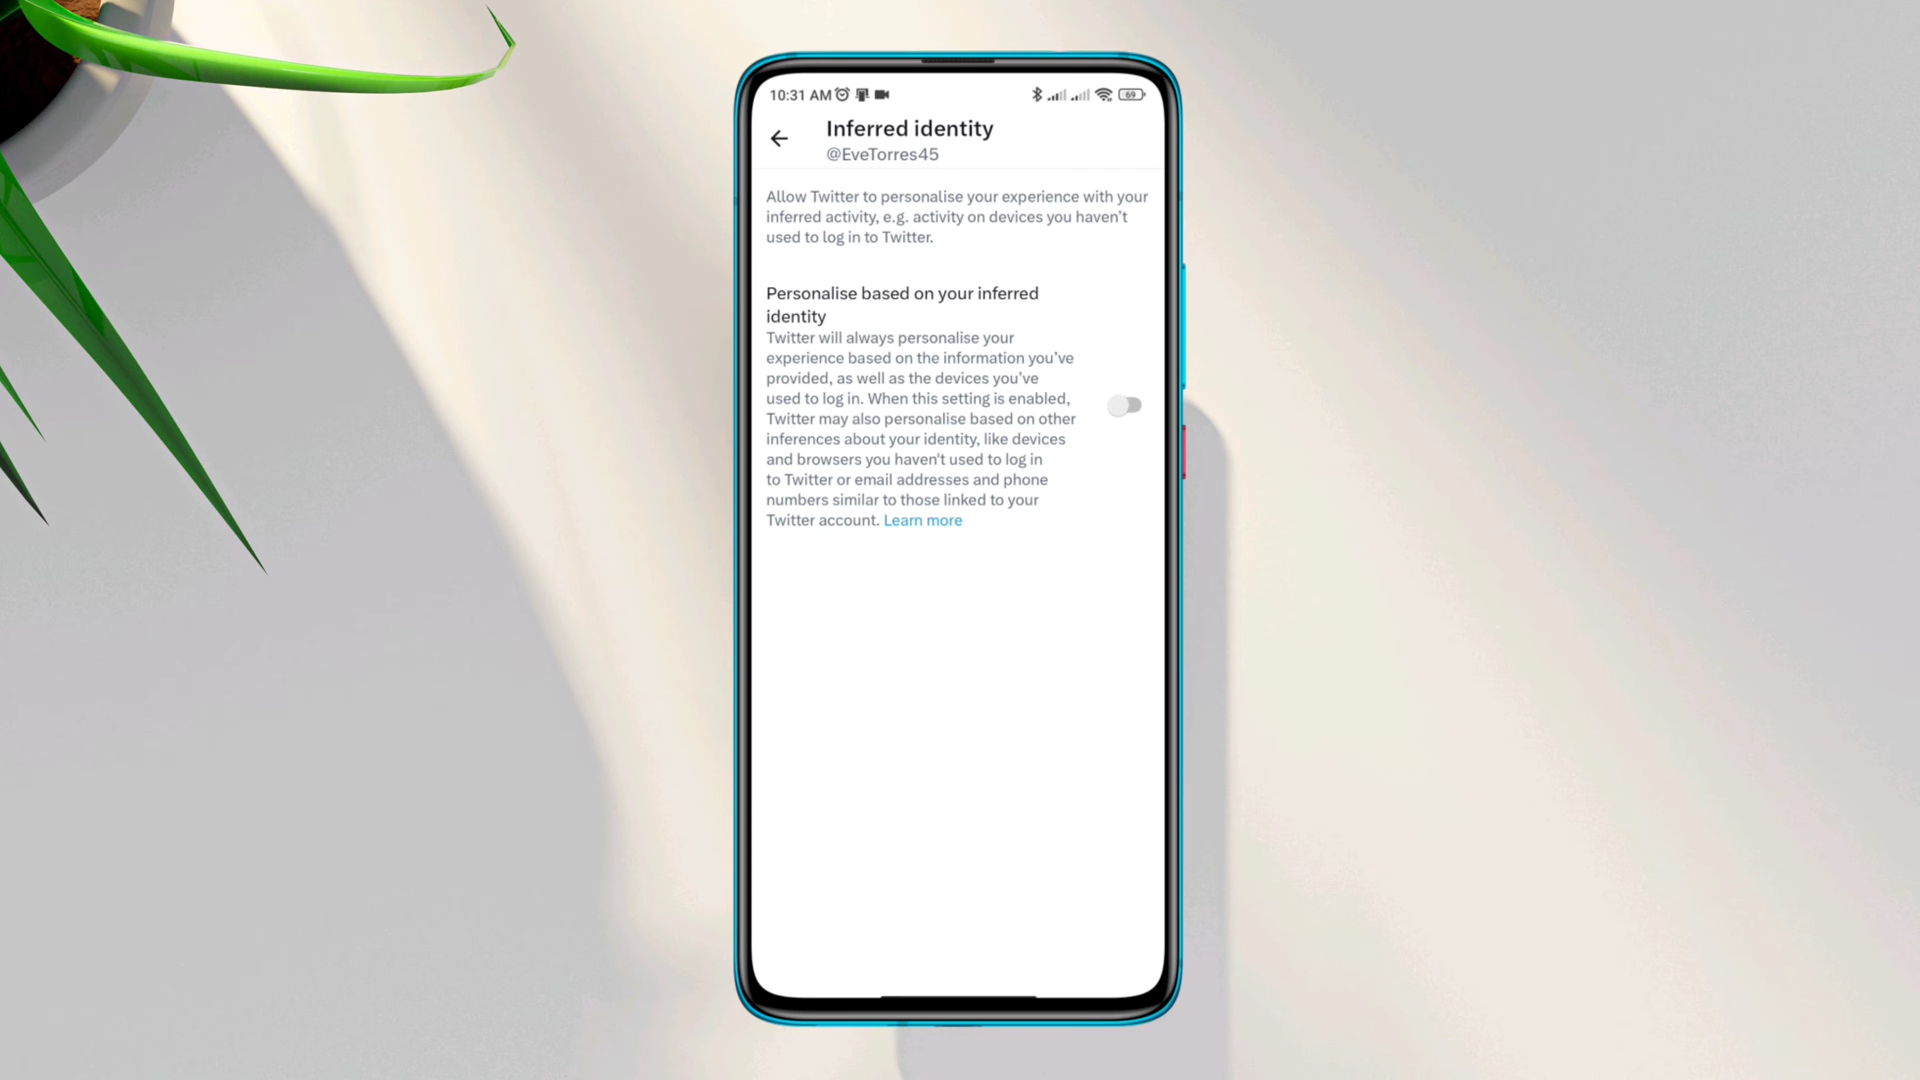 10:31 AM
69
Inferred identity
@EveTorres45
Allow Twitter to personalise your experience with your
inferred activity, e.g. activity on devices you haven't
used to log in to Twitter.
Personalise based on your inferred
identity
Twitter will always personalise your
experience based on the information you've
provided, as well as the devices you've
used to log in. When this setting is enabled,
Twitter may also personalise based on other
inferences about your identity, like devices
and browsers you haven't used to log in
to Twitter or email addresses and phone
numbers similar to those linked to your
Twitter account. Learn more